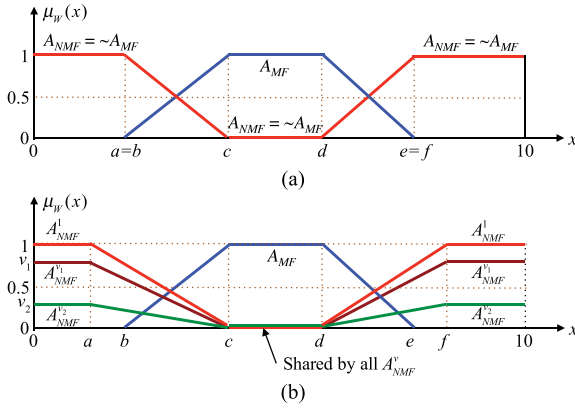 μ_W(x)
A_NMF = ~A_MF
A_NMF = ~A_MF
1
A_MF
0.5
A_NMF = ~A_MF
0
0 a=b c d e=f 10 x
(a)
μ_W(x)
A^1_NMF
A^1_NMF
1
v_1
A^{v_1}_NMF
A_MF
A^{v_1}_NMF
0.5
v_2
A^{v_2}_NMF
A^{v_2}_NMF
0
0 a b c d e f 10 x
Shared by all A^v_NMF
(b)